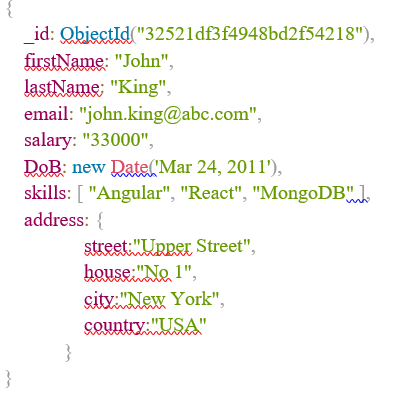 {
_id: ObjectId("32521df3f4948bd2f54218"),
firstName: "John",
lastName: "King",
email: "john.king@abc.com",
salary: "33000",
DoB: new Date('Mar 24, 2011'),
skills: [ "Angular", "React", "MongoDB" ],
address: {
street:"Upper Street",
house:"No 1",
city:"New York",
country:"USA"
}
}